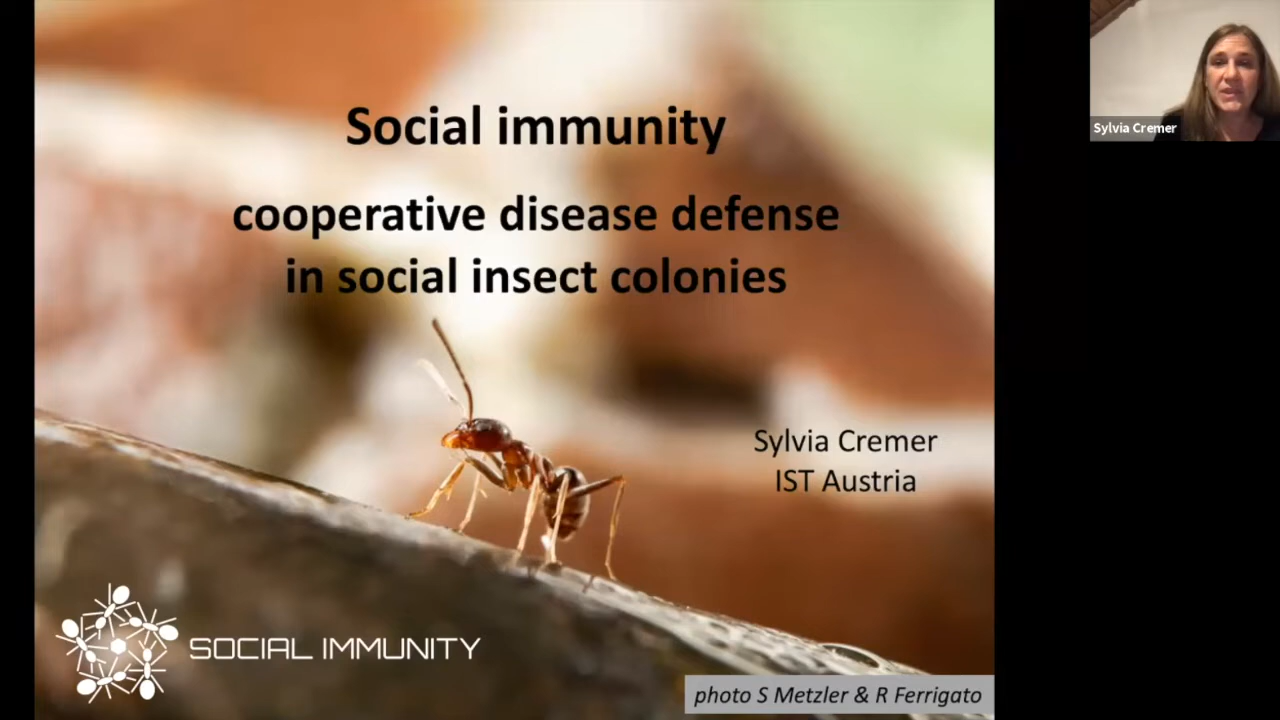 Social immunity
cooperative disease defense
in social insect colonies
Sylvia Cremer
IST Austria
SOCIAL IMMUNITY
photo S Metzler & R Ferrigato
Sylvia Cremer